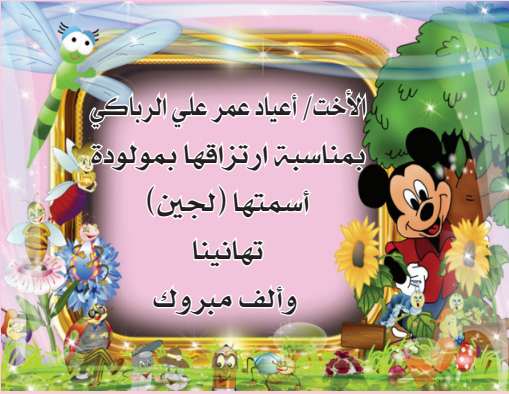 الأخت/ أعياد عمر علي الرباكي
بمناسبة ارتزاقها بمولودة
أسمتها (لجين)
تهانينا
وألف مبروك